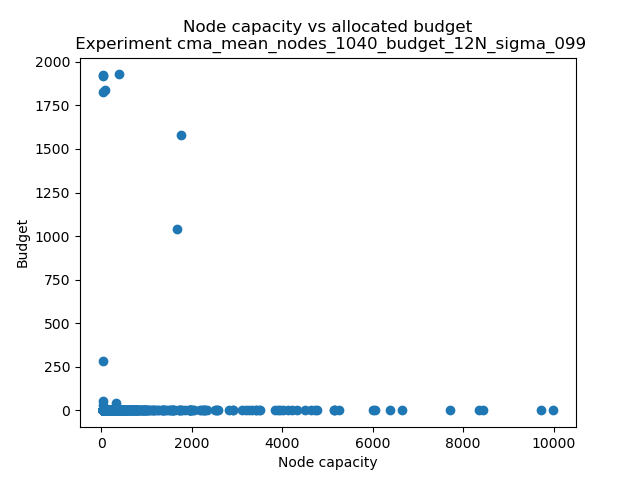 Node capacity vs allocated budget
Experiment cma_mean_nodes_1040_budget_12N_sigma_099
2000
1750
1500
1250
1000
750
500
250
0
Budget
0 2000 4000 6000 8000 10000
Node capacity